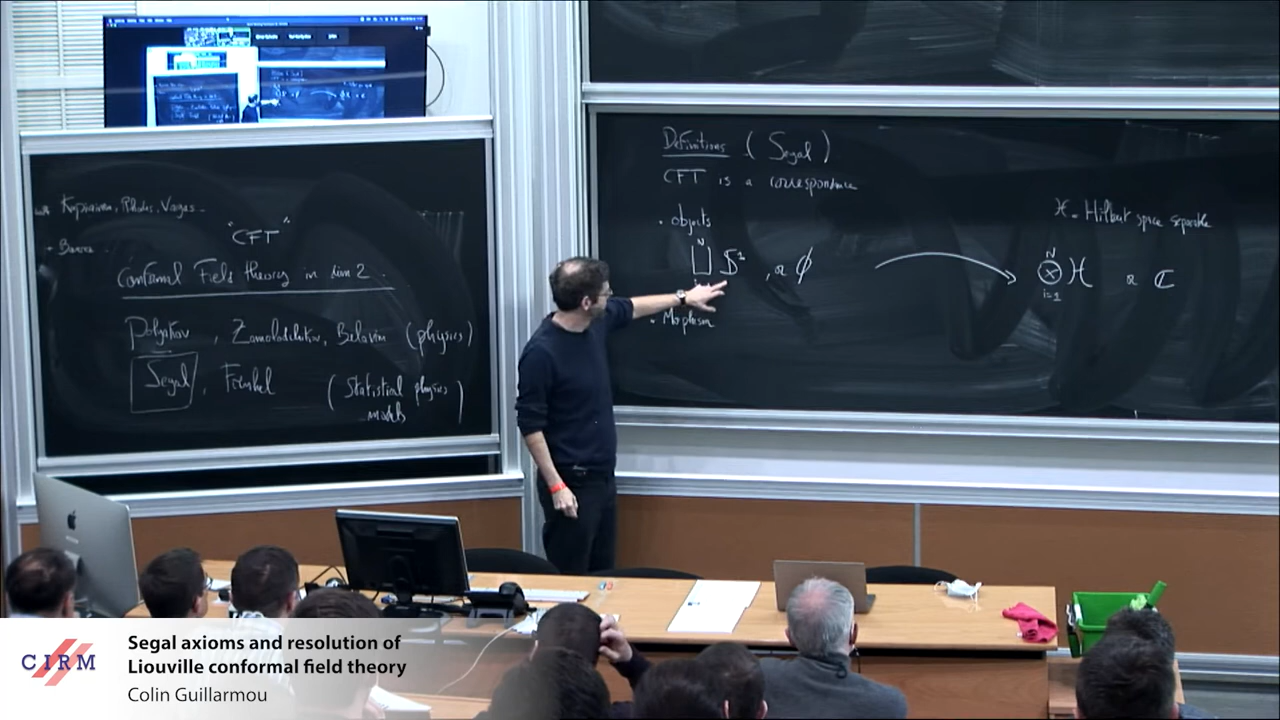 with Kupiainen, Rhodes, Vargas.
"CFT"
Conformal Field theory in dim 2.
Polyakov, Zamolodchikov, Belavin (physics)
Segal, Frenkel (Statistical physics models)
Definitions (Segal)
CFT is a correspondence
• objects
N
⨆ S¹, or ∅
H = Hilbert space separable
N
⊗ H or ℂ
i=1
• Morphism
CIRM
Segal axioms and resolution of
Liouville conformal field theory
Colin Guillarmou